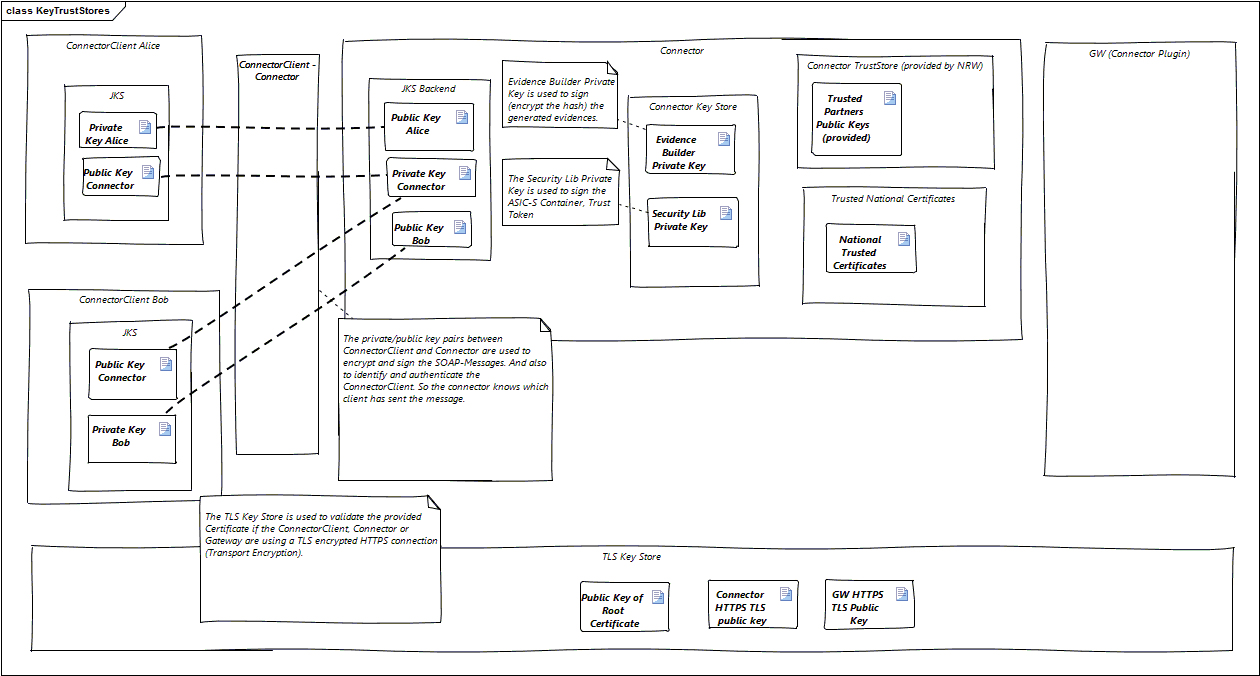 class KeyTrustStores
ConnectorClient Alice
JKS
Private
Key Alice
Public Key
Connector
ConnectorClient -
Connector
Connector
JKS Backend
Public Key
Alice
Private Key
Connector
Public Key
Bob
Evidence Builder Private
Key is used to sign
(encrypt the hash) the
generated evidences.
The Security Lib Private
Key is used to sign the
ASIC-S Container, Trust
Token
Connector Key Store
Evidence
Builder
Private Key
Security Lib
Private Key
Connector TrustStore (provided by NRW)
Trusted
Partners
Public Keys
(provided)
Trusted National Certificates
National
Trusted
Certificates
GW (Connector Plugin)
ConnectorClient Bob
JKS
Public Key
Connector
Private Key
Bob
The private/public key pairs between
ConnectorClient and Connector are used to
encrypt and sign the SOAP-Messages. And also
to identify and authenticate the
ConnectorClient. So the connector knows which
client has sent the message.
The TLS Key Store is used to validate the provided
Certificate if the ConnectorClient, Connector or
Gateway are using a TLS encrypted HTTPS connection
(Transport Encryption).
TLS Key Store
Public Key of
Root
Certificate
Connector
HTTPS TLS
public key
GW HTTPS
TLS Public
Key